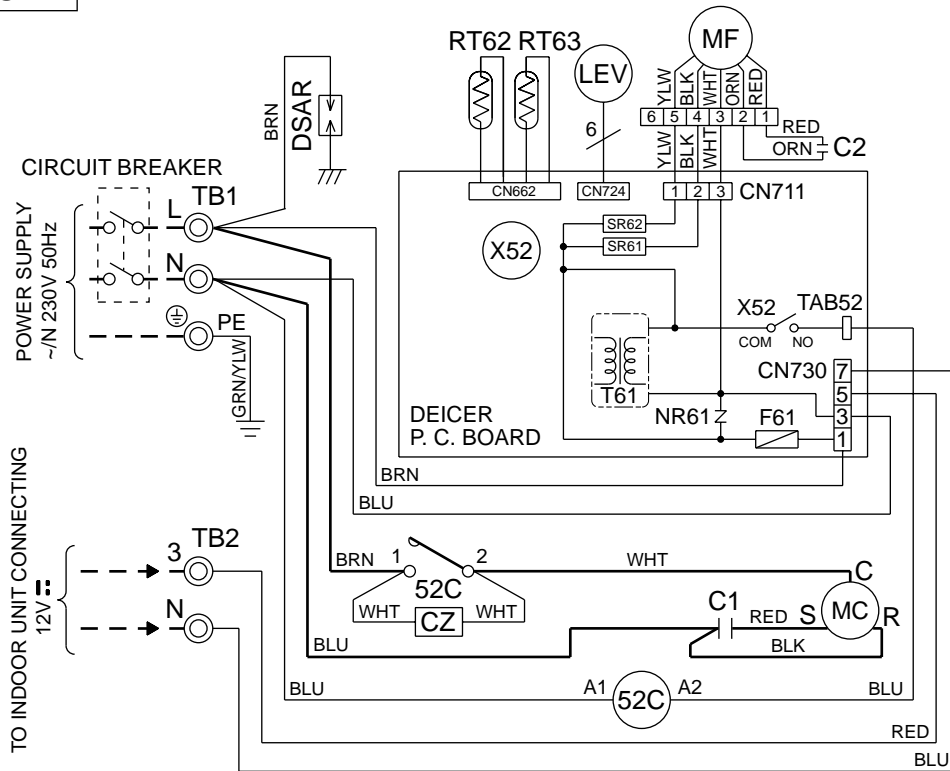 RT62 RT63
LEV
MF
YLW
BLK
WHT
ORN
RED
6 5 4 3 2 1
RED
ORN
C2
6
YLW
BLK
WHT
BRN
DSAR
CIRCUIT BREAKER
TB1
L
N
PE
POWER SUPPLY
~/N 230V 50Hz
GRN/YLW
CN662
CN724
1 2 3
CN711
SR62
SR61
X52
X52
TAB52
COM
NO
T61
CN730
7
5
3
1
NR61
F61
DEICER
P. C. BOARD
BRN
BLU
TO INDOOR UNIT CONNECTING
12V
TB2
3
N
BRN
1
2
52C
WHT
CZ
WHT
WHT
C
MC
S
R
C1
RED
BLK
BLU
BLU
A1
52C
A2
BLU
RED
BLU